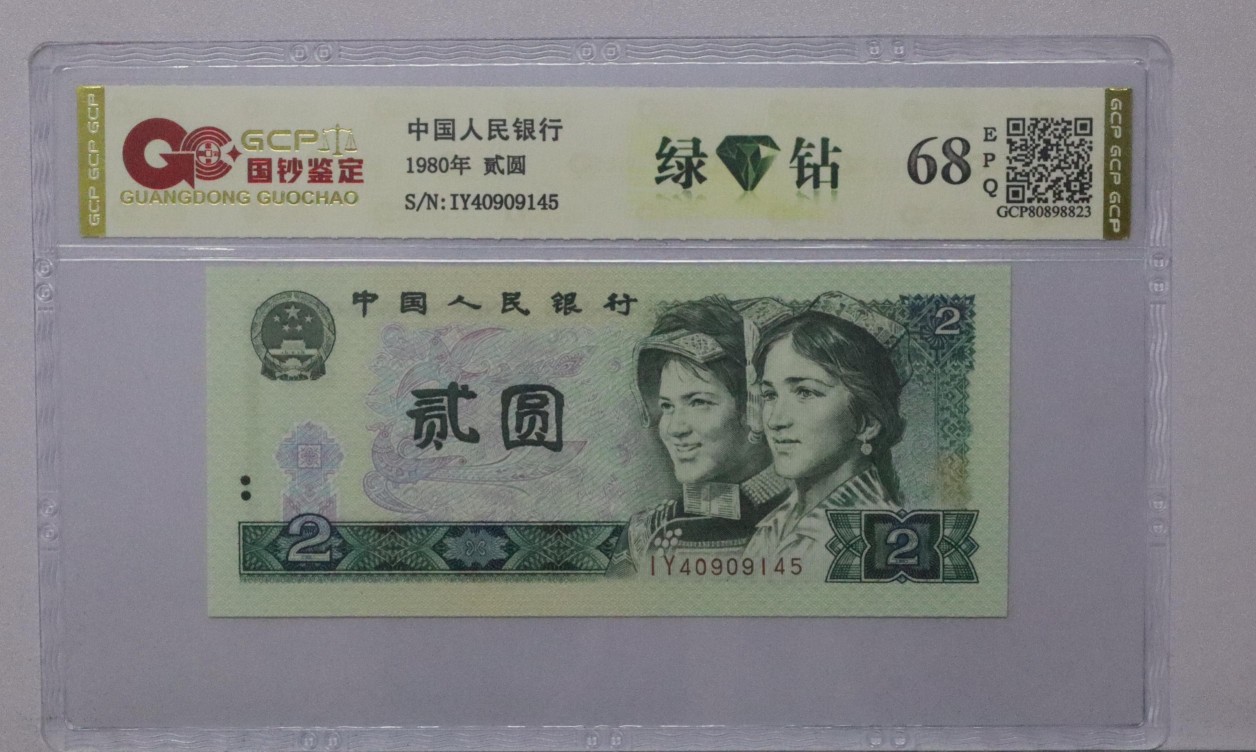 GCP GCP GCP
GCP
国钞鉴定
GUANGDONG GUOCHAO
中国人民银行
1980年 贰圆
S/N:IY40909145
绿 钻
68
EPQ
GCP80898823
GCP GCP GCP
中国人民银行
2
贰圆
2
IY40909145
2